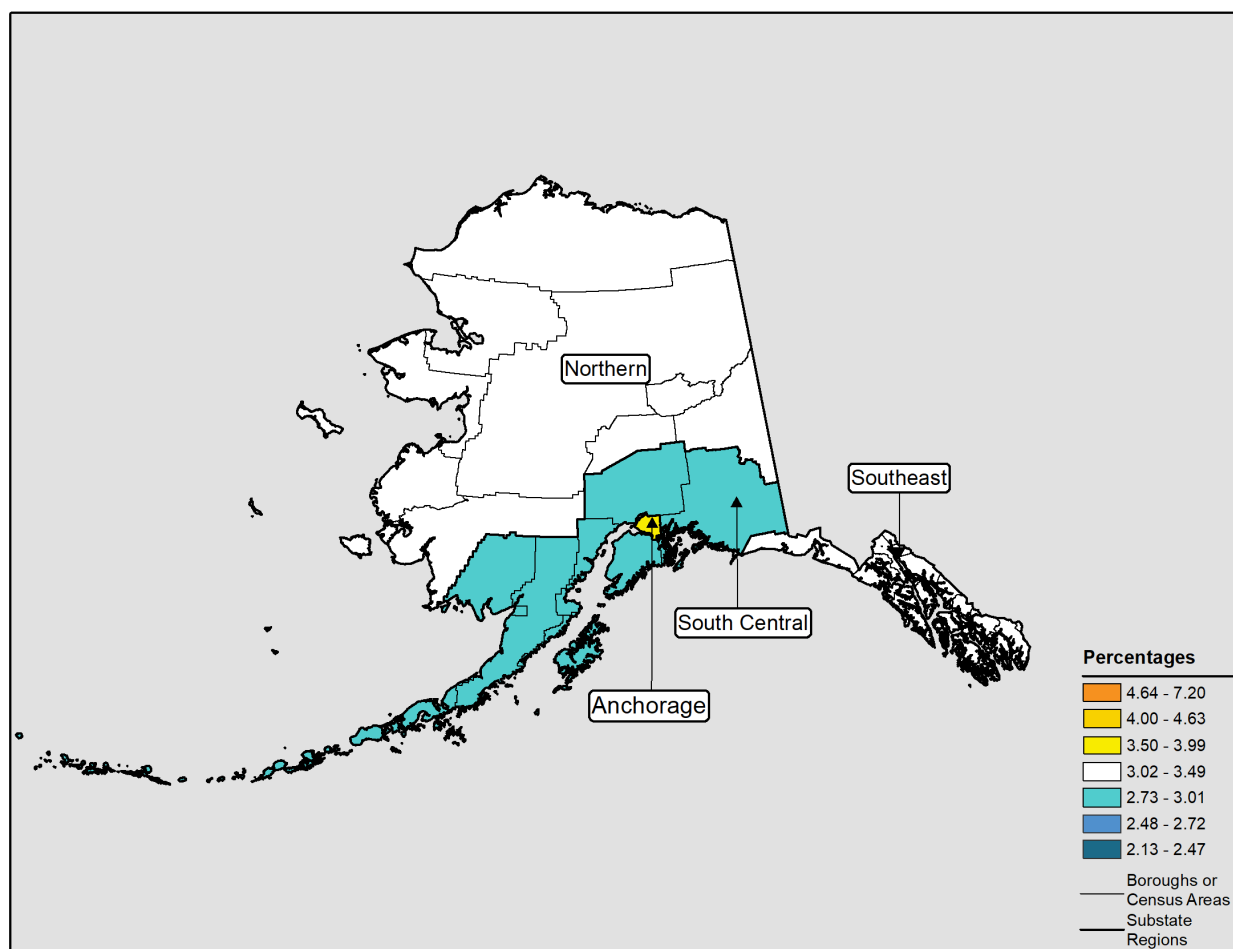 Northern
Southeast
South Central
Anchorage
Percentages
4.64 - 7.20
4.00 - 4.63
3.50 - 3.99
3.02 - 3.49
2.73 - 3.01
2.48 - 2.72
2.13 - 2.47
Boroughs or
Census Areas
Substate
Regions